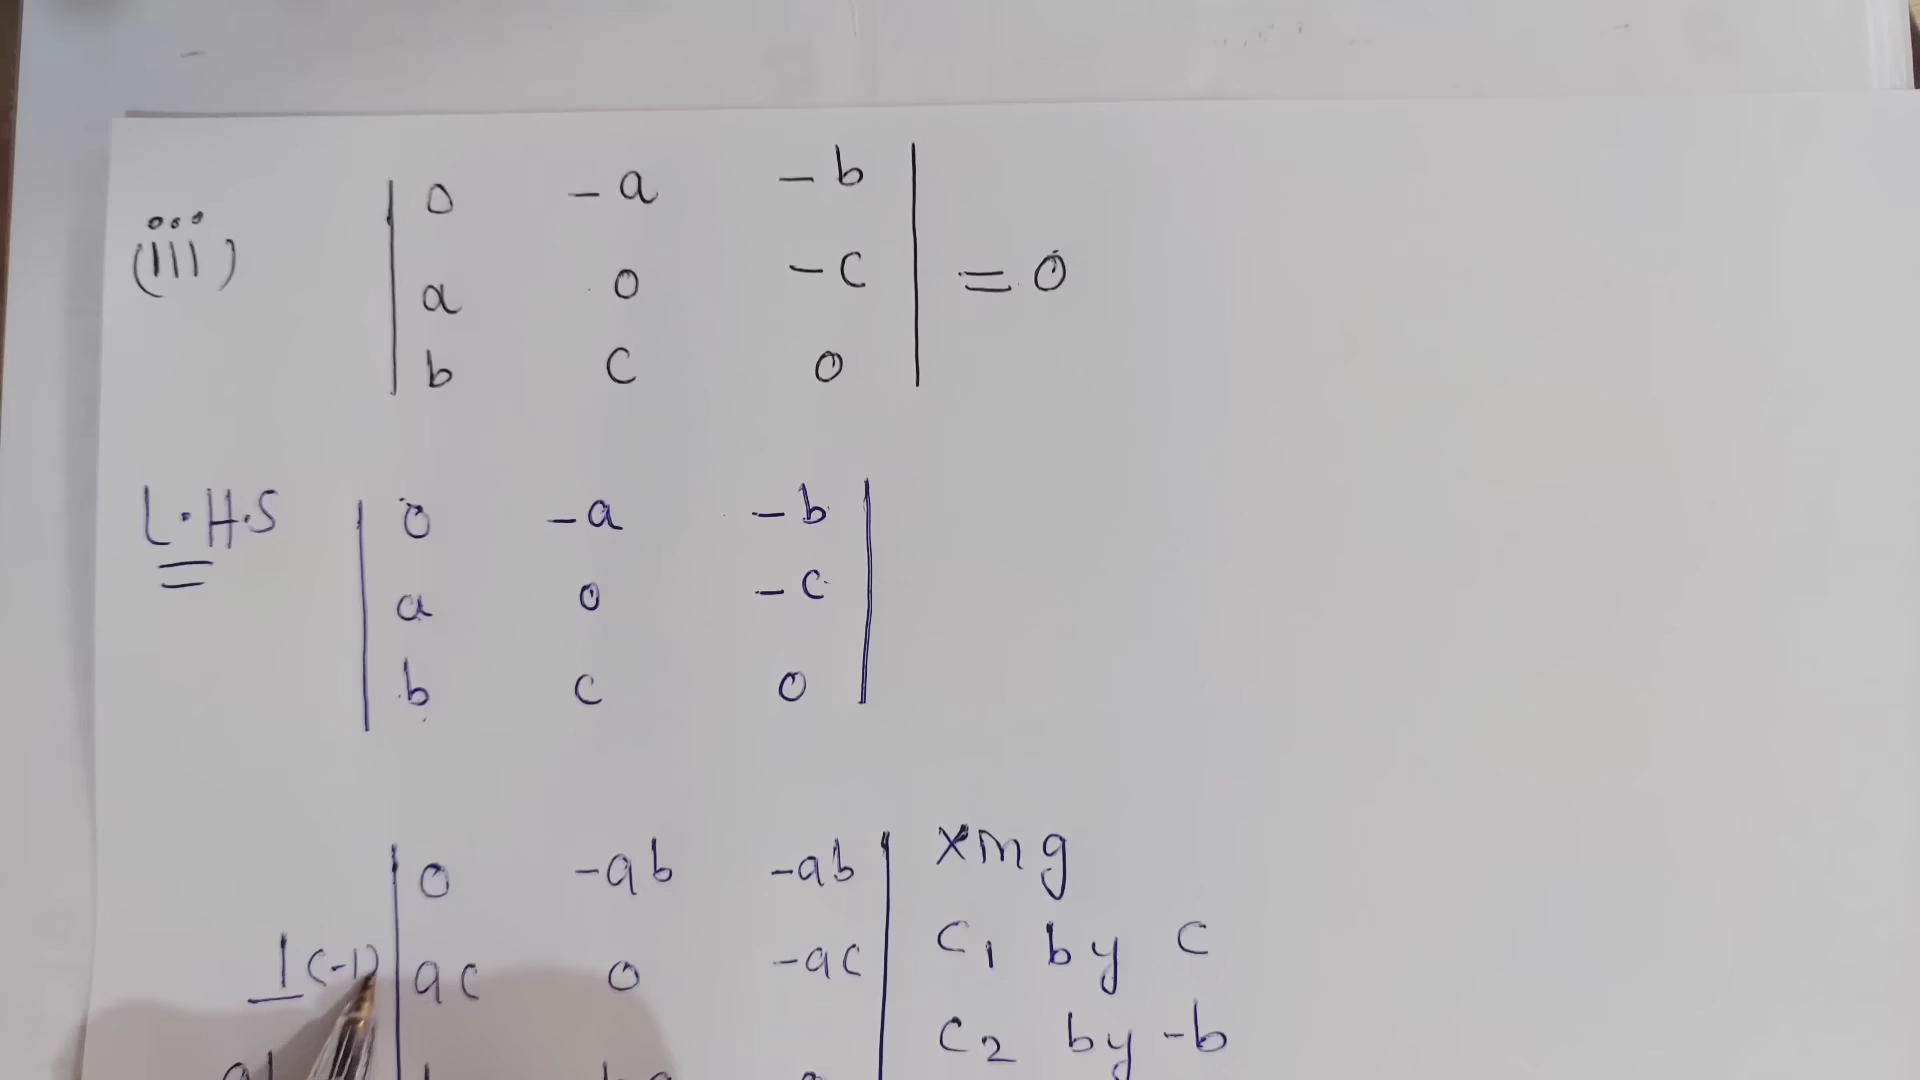 (iii) | 0 -a -b |
| a 0 -c | = 0
| b c 0 |
L.H.S | 0 -a -b |
| a 0 -c |
| b c 0 |
| 0 -ab -ab | xing
1 (-1) | ac 0 -ac | C1 by c
C2 by -b